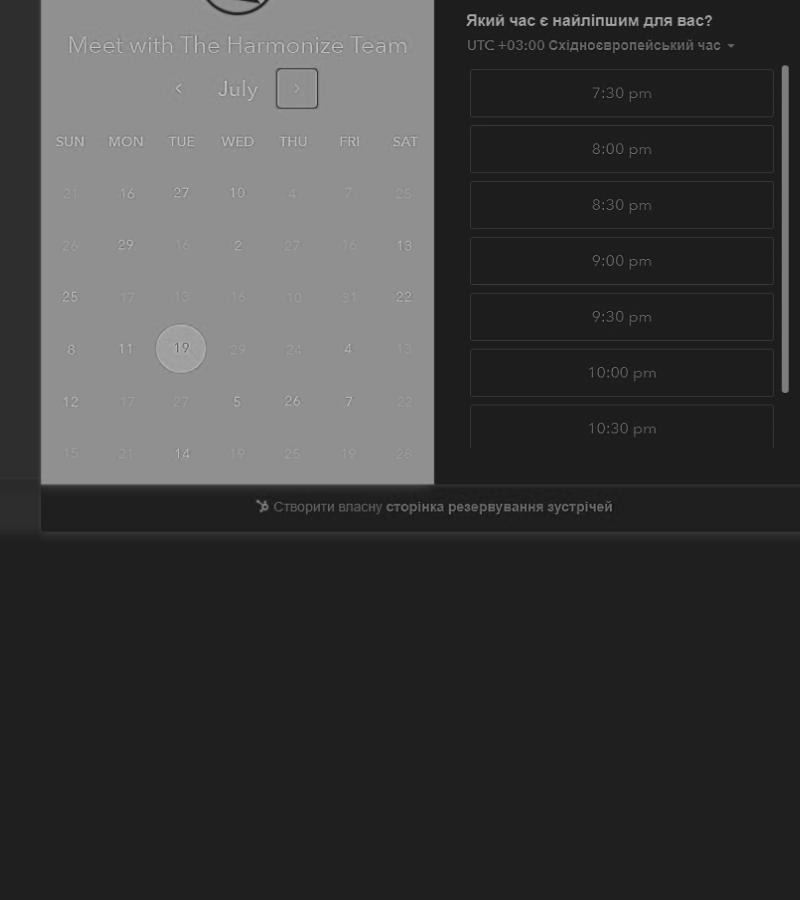 Meet with The Harmonize Team
July
SUN MON TUE WED THU FRI SAT
21 16 27 10 4 7 25
26 29 16 2 27 16 13
25 17 13 16 10 31 22
8 11 19 29 24 4 13
12 17 27 5 26 7 22
15 21 14 19 25 19 28
Який час є найліпшим для вас?
UTC +03:00 Східноєвропейський час
7:30 pm
8:00 pm
8:30 pm
9:00 pm
9:30 pm
10:00 pm
10:30 pm
Створити власну сторінка резервування зустрічей